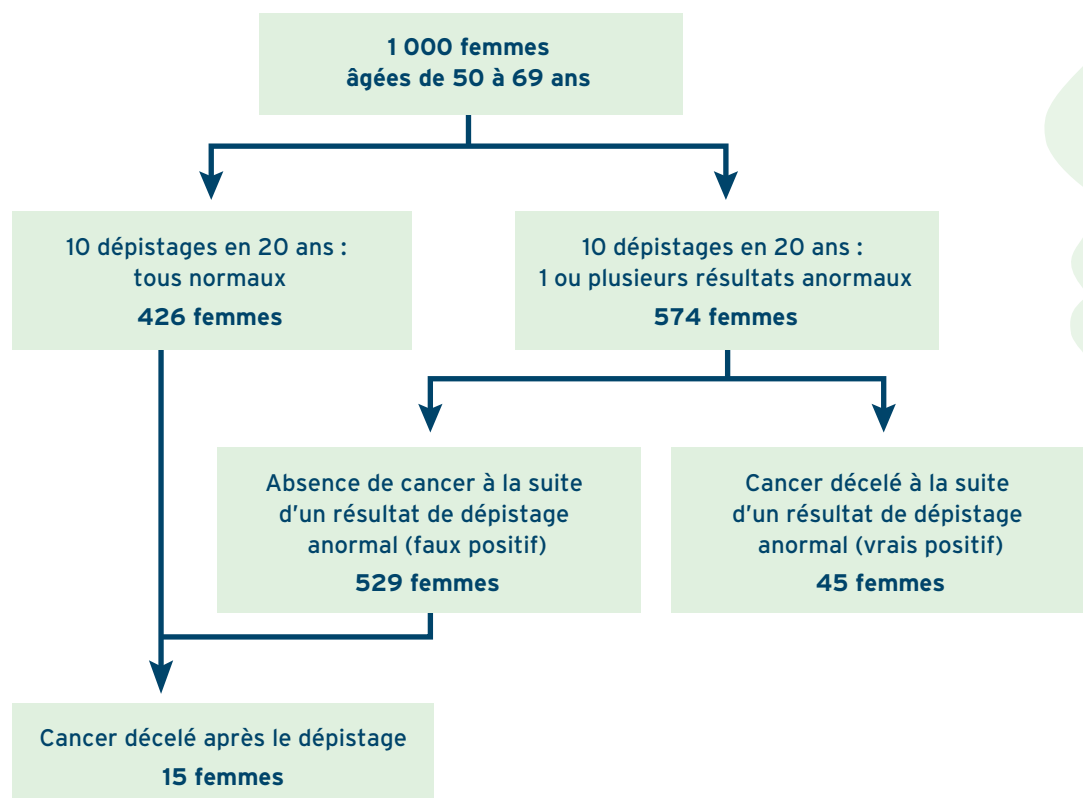 1 000 femmes
âgées de 50 à 69 ans
10 dépistages en 20 ans :
tous normaux
426 femmes
10 dépistages en 20 ans :
1 ou plusieurs résultats anormaux
574 femmes
Absence de cancer à la suite
d’un résultat de dépistage
anormal (faux positif)
529 femmes
Cancer décelé à la suite
d’un résultat de dépistage
anormal (vrais positif)
45 femmes
Cancer décelé après le dépistage
15 femmes